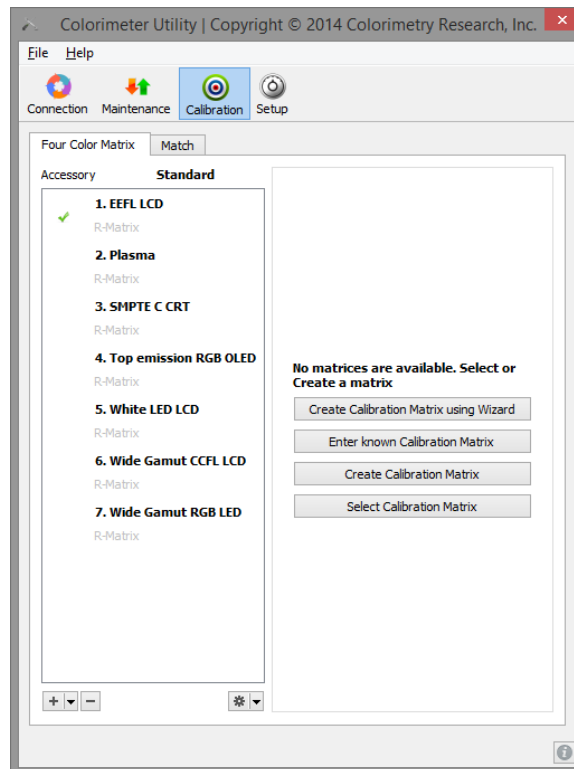 Colorimeter Utility | Copyright © 2014 Colorimetry Research, Inc.
File Help
Connection Maintenance Calibration Setup
Four Color Matrix Match
Accessory Standard
1. EEFL LCD
R-Matrix
2. Plasma
R-Matrix
3. SMPTE C CRT
R-Matrix
4. Top emission RGB OLED
R-Matrix
5. White LED LCD
R-Matrix
6. Wide Gamut CCFL LCD
R-Matrix
7. Wide Gamut RGB LED
R-Matrix
No matrices are available. Select or
Create a matrix
Create Calibration Matrix using Wizard
Enter known Calibration Matrix
Create Calibration Matrix
Select Calibration Matrix